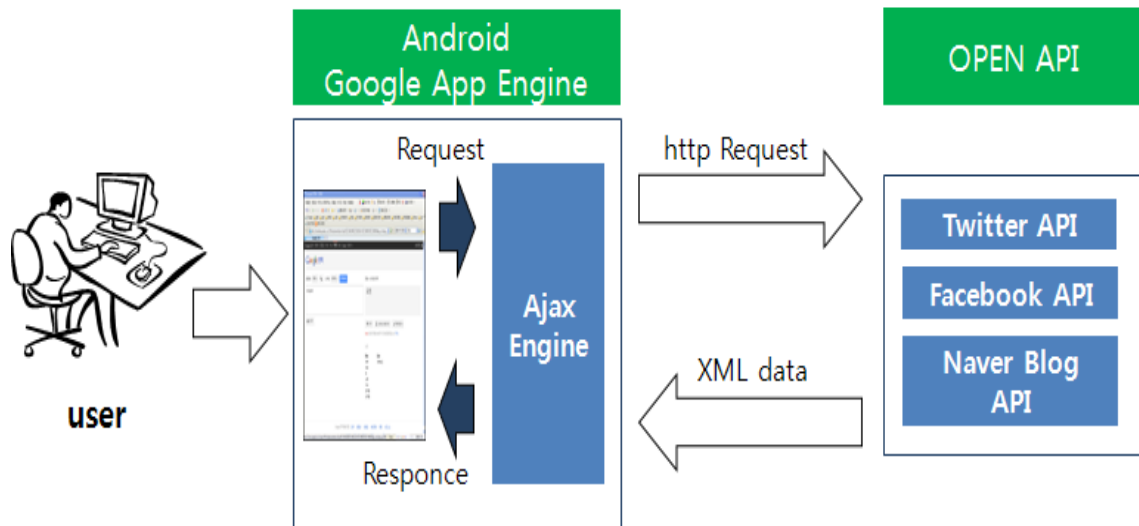 Android
Google App Engine
OPEN API
Request
http Request
Twitter API
Facebook API
Ajax
Engine
Naver Blog
API
XML data
user
Responce